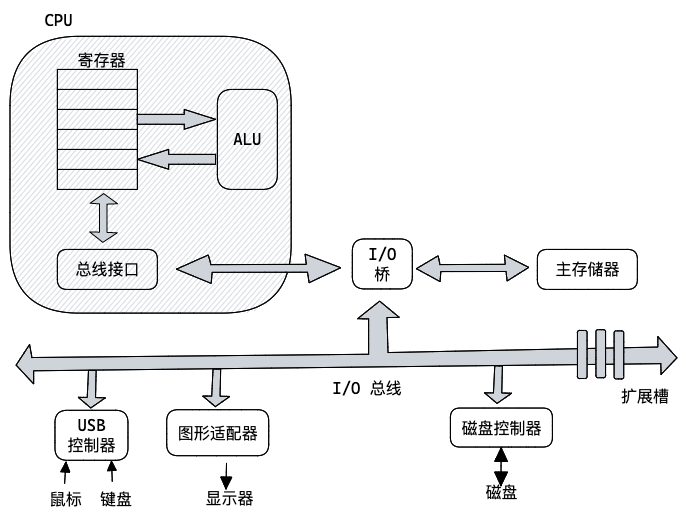 CPU
寄存器
ALU
总线接口
I/O
桥
主存储器
I/O 总线
扩展槽
USB
控制器
图形适配器
磁盘控制器
鼠标
键盘
显示器
磁盘